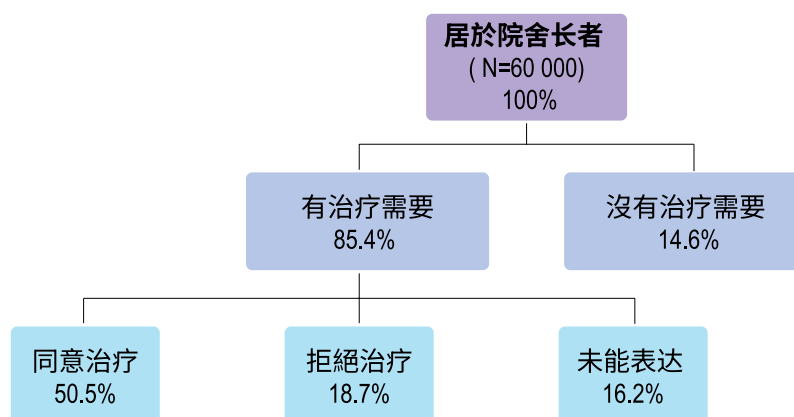 居於院舍长者
( N=60 000)
100%
有治疗需要
85.4%
沒有治疗需要
14.6%
同意治疗
50.5%
拒絕治疗
18.7%
未能表达
16.2%